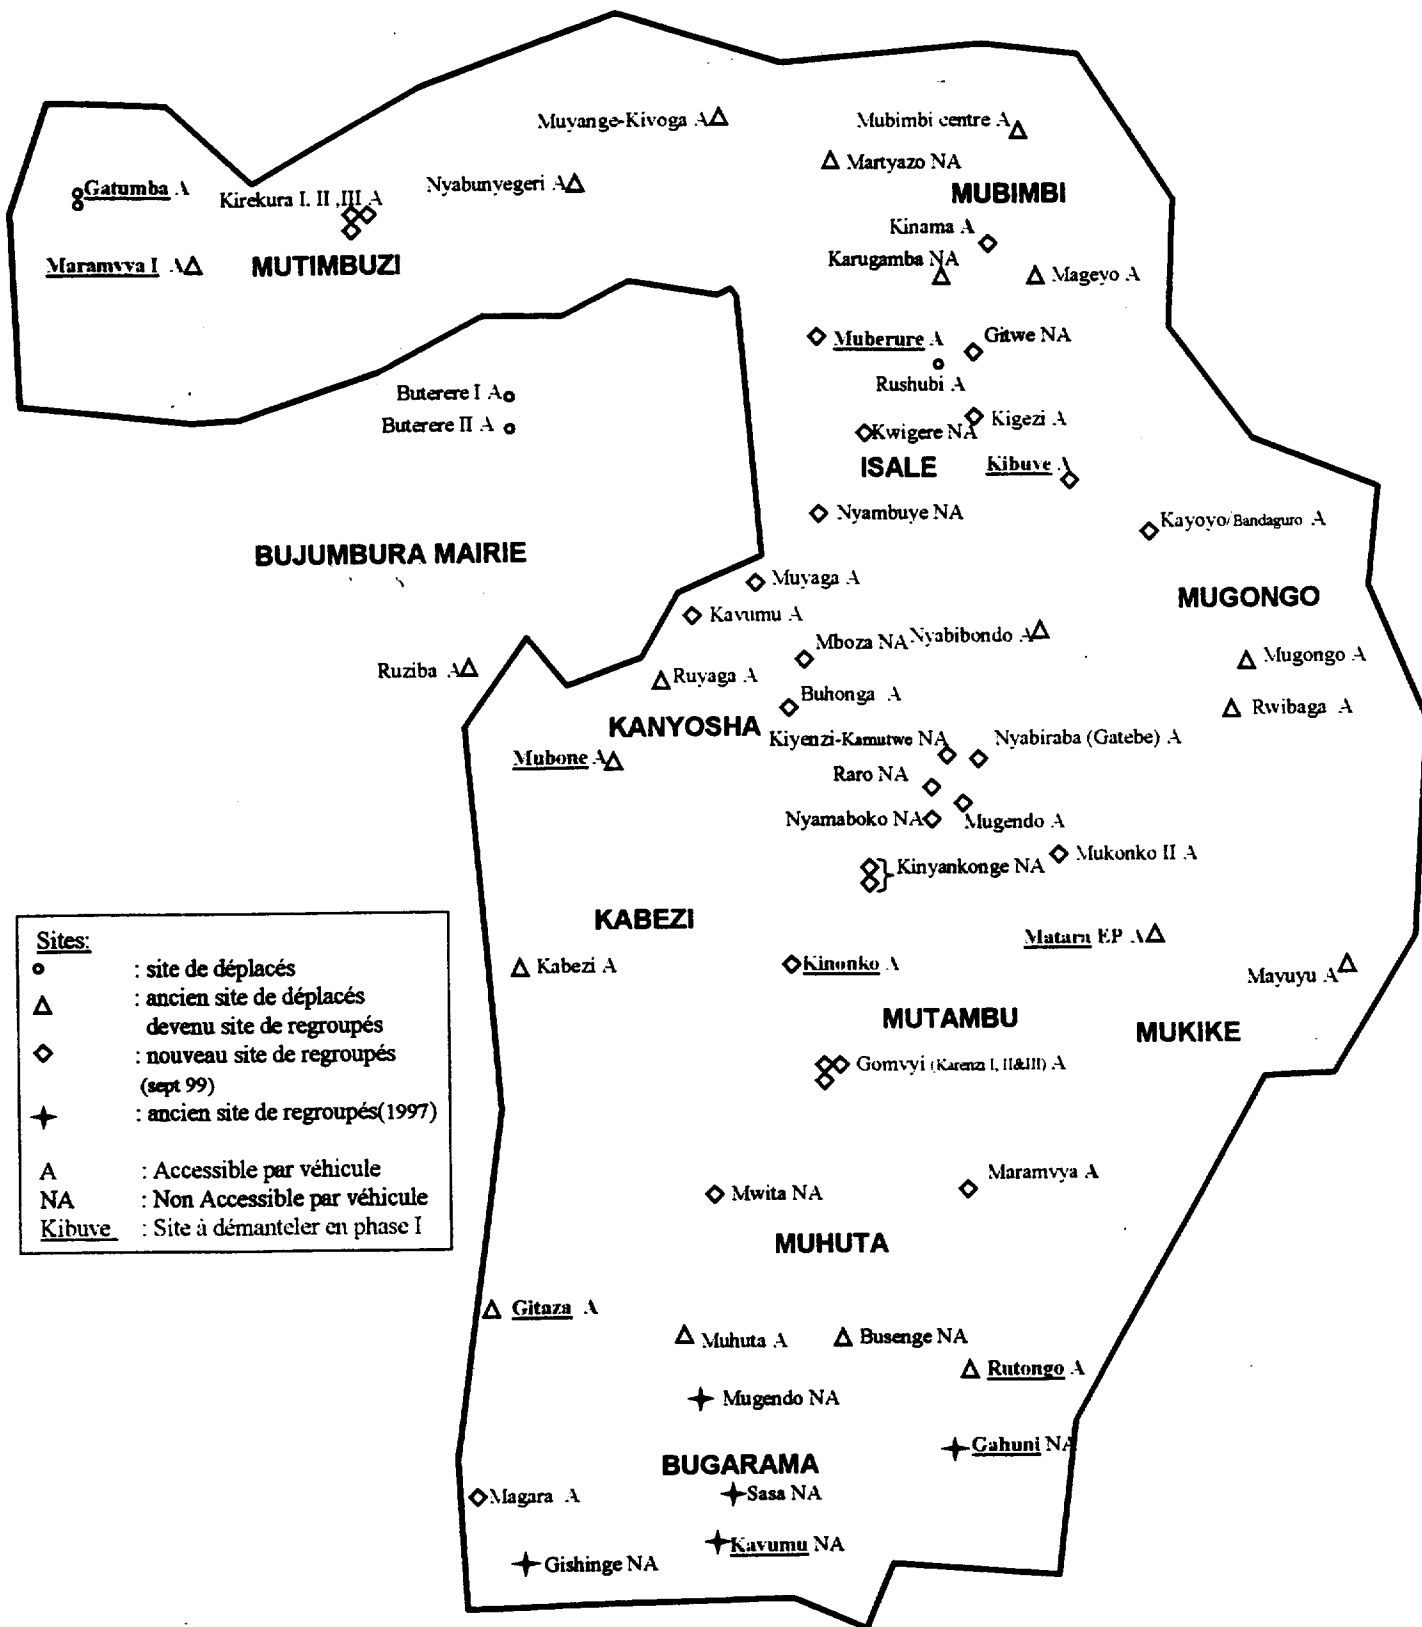 Muyange-Kivoga A
Mubimbi centre A
Martyazo NA
Gatumba A
Kirekura I, II ,III A
Nyabunyegeri A
MUBIMBI
Kinama A
Maramvya I A
MUTIMBUZI
Karugamba NA
Mageyo A
Muberure A
Gitwe NA
Rushubi A
Buterere I A
Buterere II A
Kigezi A
Kwigere NA
ISALE
Kibuye A
Nyambuye NA
Kayoyo/Bandaguro A
BUJUMBURA MAIRIE
Muyaga A
MUGONGO
Kavumu A
Mboza NA
Nyabibondo A
Ruziba A
Ruyaga A
Mugongo A
Buhonga A
Rwibaga A
KANYOSHA
Kiyenzi-Kamutwe NA
Nyabiraba (Gatebe) A
Mubone A
Raro NA
Nyamaboko NA
Mugendo A
Mukonko II A
Kinyankonge NA
KABEZI
Matara EP A
Kabezi A
Kinonko A
Mayuyu A
MUTAMBU
MUKIKE
Gomvyi (Karenza I, II&III) A
Sites:
: site de déplacés
: ancien site de déplacés
devenu site de regroupés
: nouveau site de regroupés
(sept 99)
: ancien site de regroupés(1997)
A : Accessible par véhicule
NA : Non Accessible par véhicule
Kibuye : Site à démanteler en phase I
Maramvya A
Mwita NA
MUHUTA
Gitaza A
Muhuta A
Busenge NA
Rutongo A
Mugendo NA
Gahuni NA
BUGARAMA
Magara A
Sasa NA
Kavumu NA
Gishinge NA